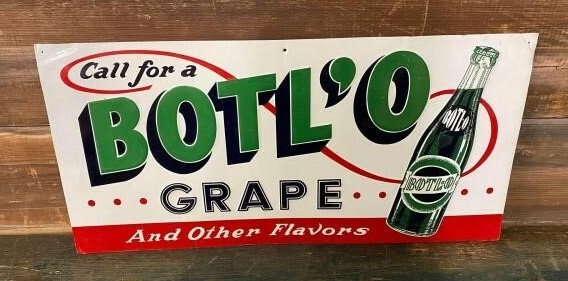 Call for a
BOTL'O
GRAPE
And Other Flavors
BOTL'O
BOTL'O